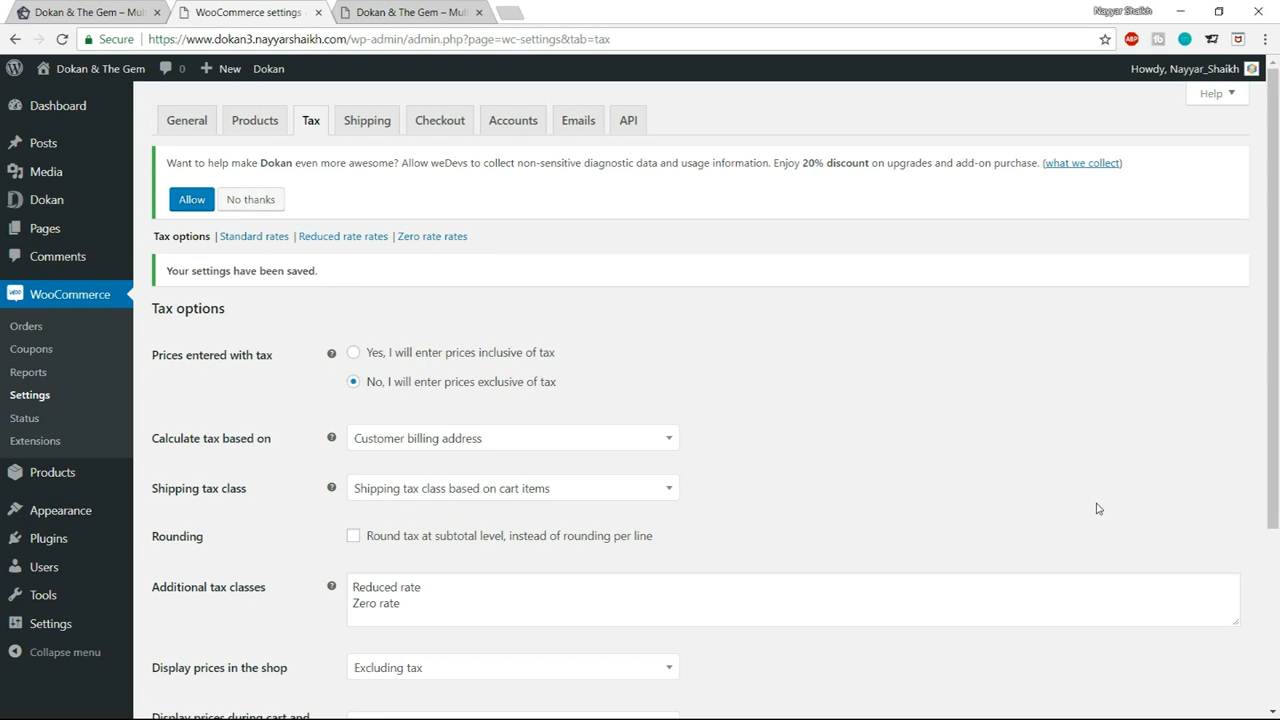 Dokan & The Gem – Mul
WooCommerce settings
Dokan & The Gem – Mul
Nayyar Shaikh
Secure
https://www.dokan3.nayyarshaikh.com/wp-admin/admin.php?page=wc-settings&tab=tax
ABP
Dokan & The Gem
0
New
Dokan
Howdy, Nayyar_Shaikh
Help
Dashboard
Posts
Media
Dokan
Pages
Comments
WooCommerce
Orders
Coupons
Reports
Settings
Status
Extensions
Products
Appearance
Plugins
Users
Tools
Settings
Collapse menu
General
Products
Tax
Shipping
Checkout
Accounts
Emails
API
Want to help make Dokan even more awesome? Allow weDevs to collect non-sensitive diagnostic data and usage information. Enjoy 20% discount on upgrades and add-on purchase. (what we collect)
Allow
No thanks
Tax options | Standard rates | Reduced rate rates | Zero rate rates
Your settings have been saved.
Tax options
Prices entered with tax
Yes, I will enter prices inclusive of tax
No, I will enter prices exclusive of tax
Calculate tax based on
Customer billing address
Shipping tax class
Shipping tax class based on cart items
Rounding
Round tax at subtotal level, instead of rounding per line
Additional tax classes
Reduced rate
Zero rate
Display prices in the shop
Excluding tax
Display prices during cart and